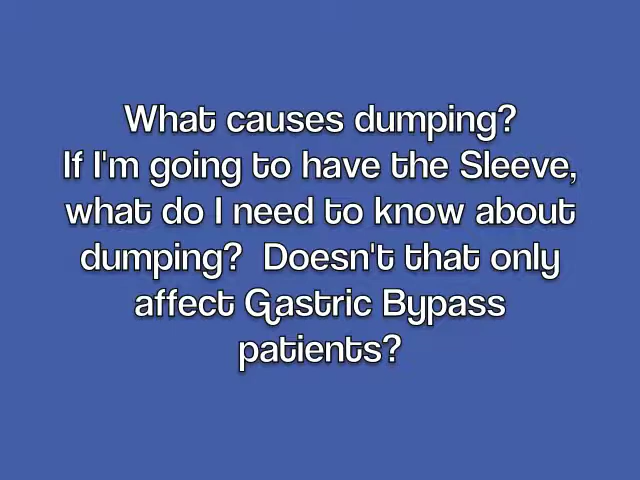 What causes dumping?
If I'm going to have the Sleeve,
what do I need to know about
dumping?  Doesn't that only
affect Gastric Bypass
patients?